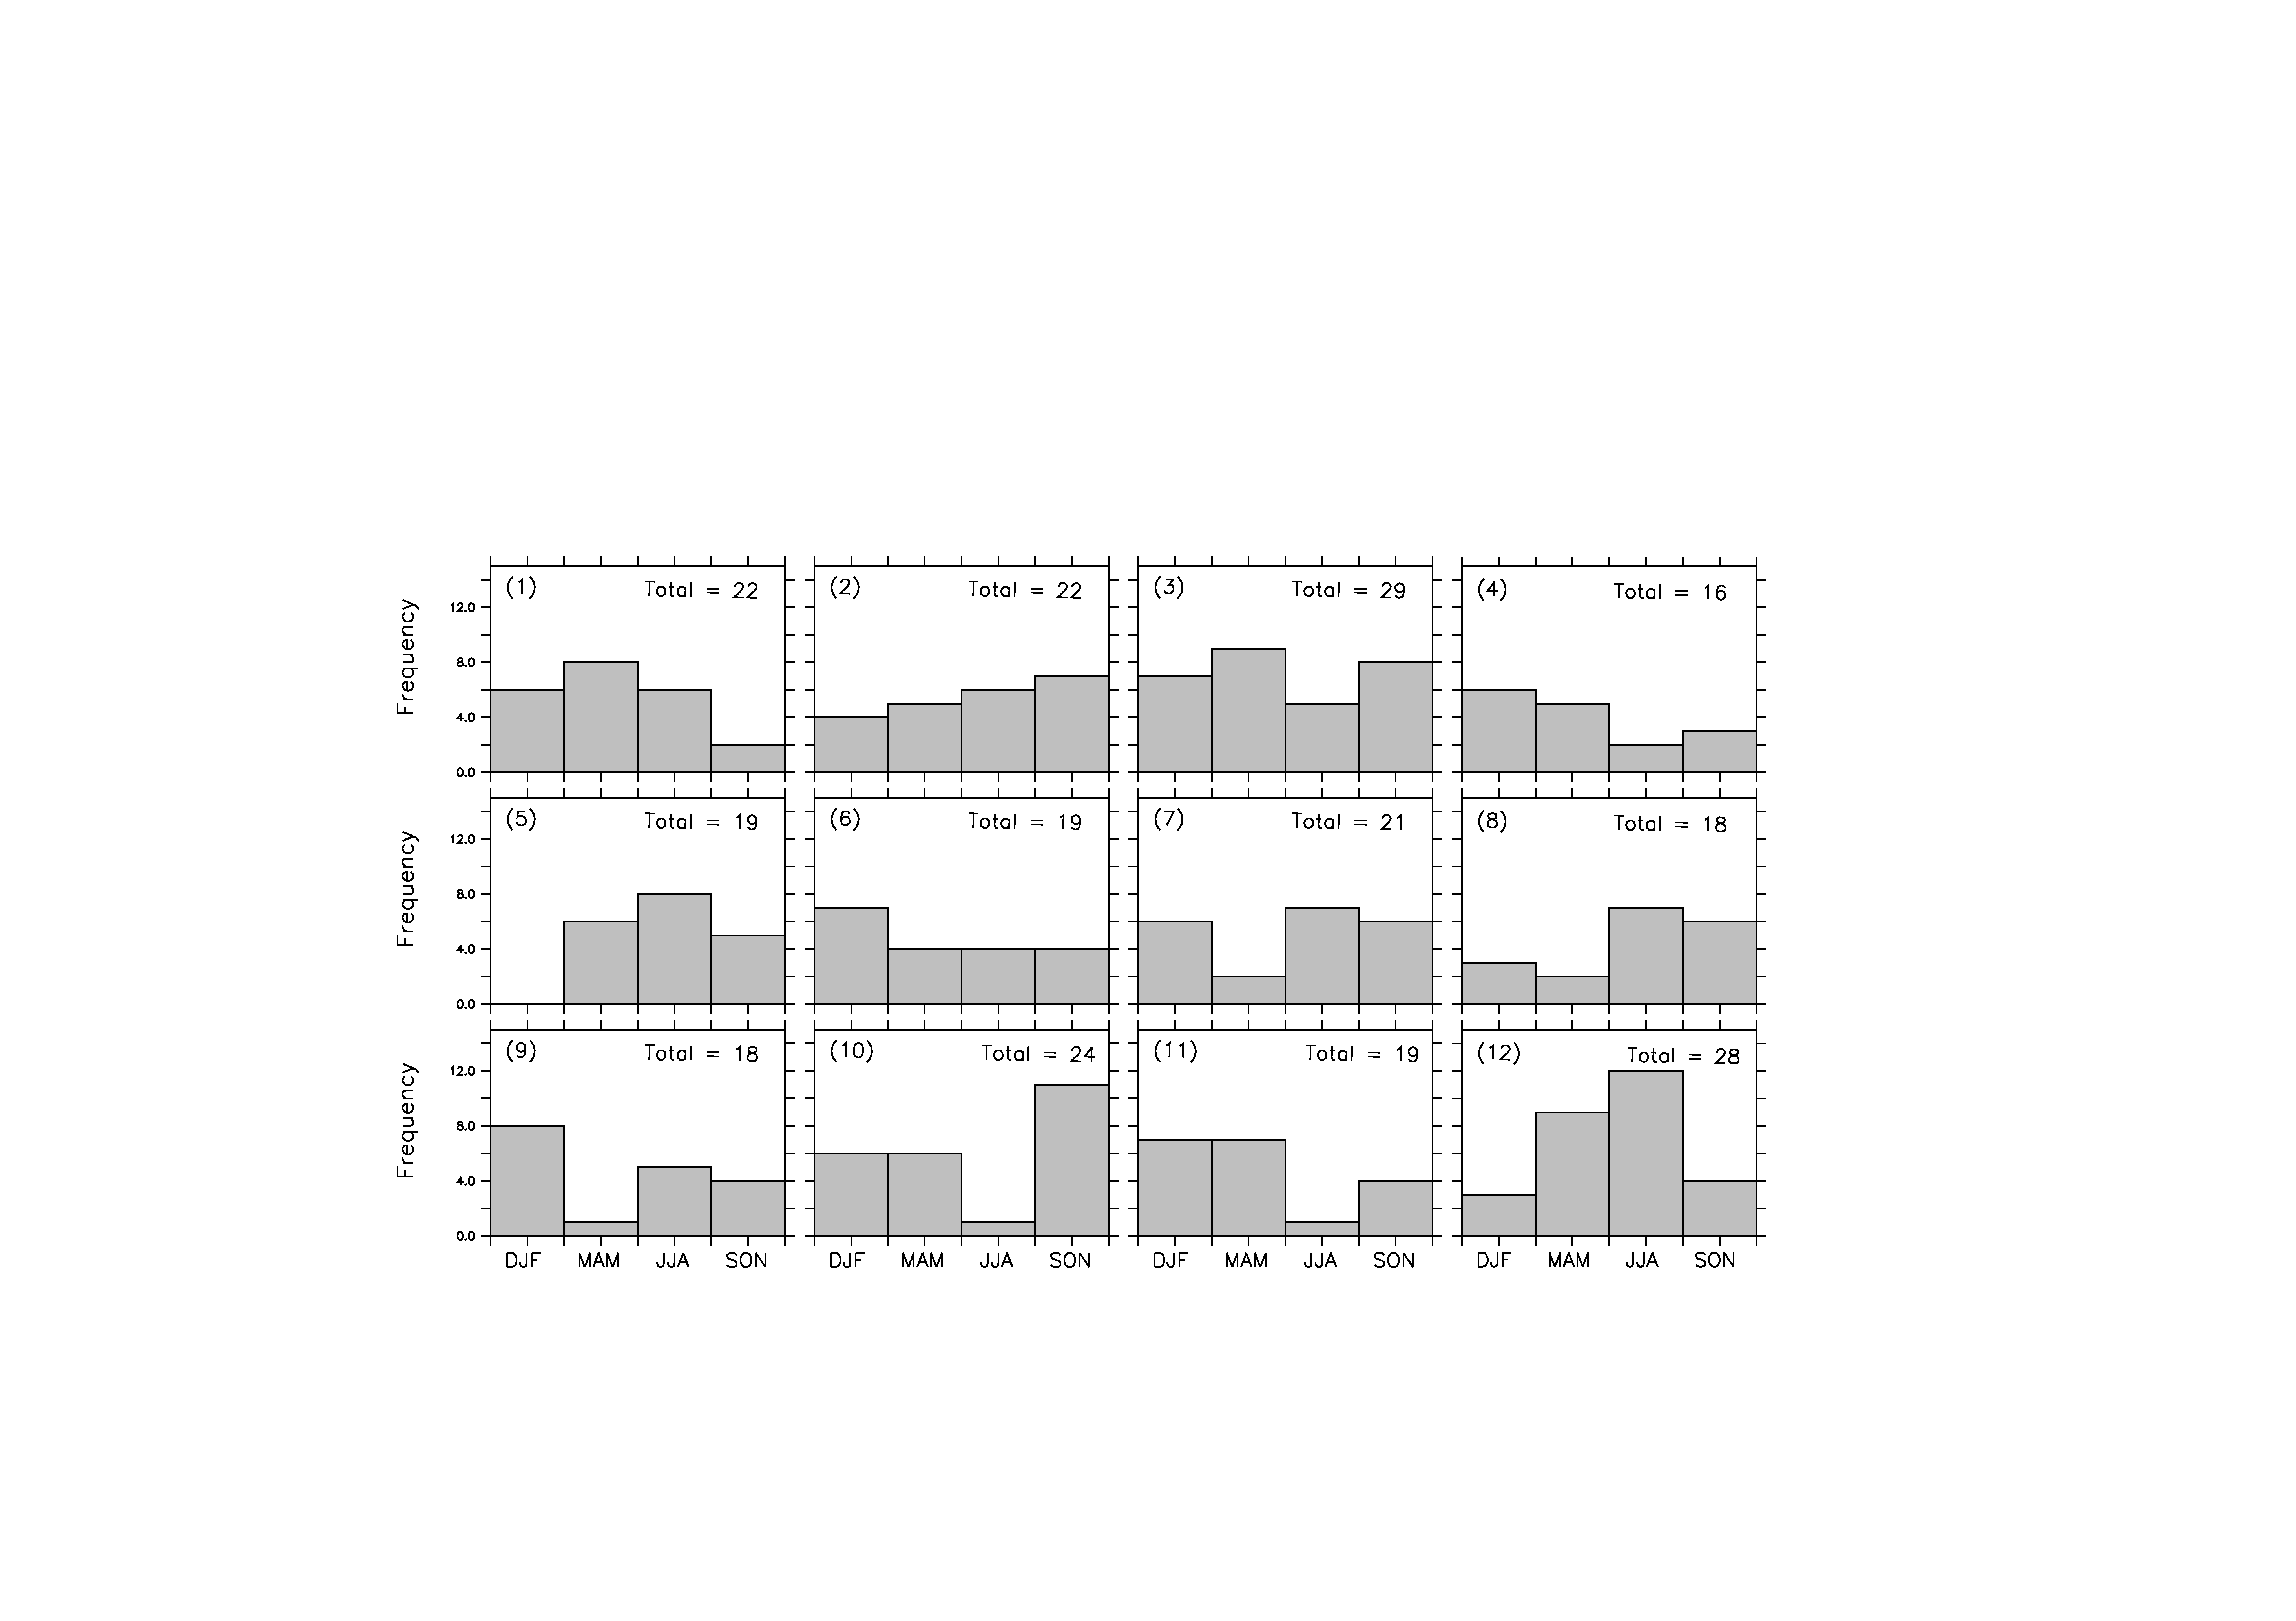 (1) Total = 22
(2) Total = 22
(3) Total = 29
(4) Total = 16
Frequency
12.0
8.0
4.0
0.0
(5) Total = 19
(6) Total = 19
(7) Total = 21
(8) Total = 18
Frequency
12.0
8.0
4.0
0.0
(9) Total = 18
(10) Total = 24
(11) Total = 19
(12) Total = 28
Frequency
12.0
8.0
4.0
0.0
DJF MAM JJA SON
DJF MAM JJA SON
DJF MAM JJA SON
DJF MAM JJA SON